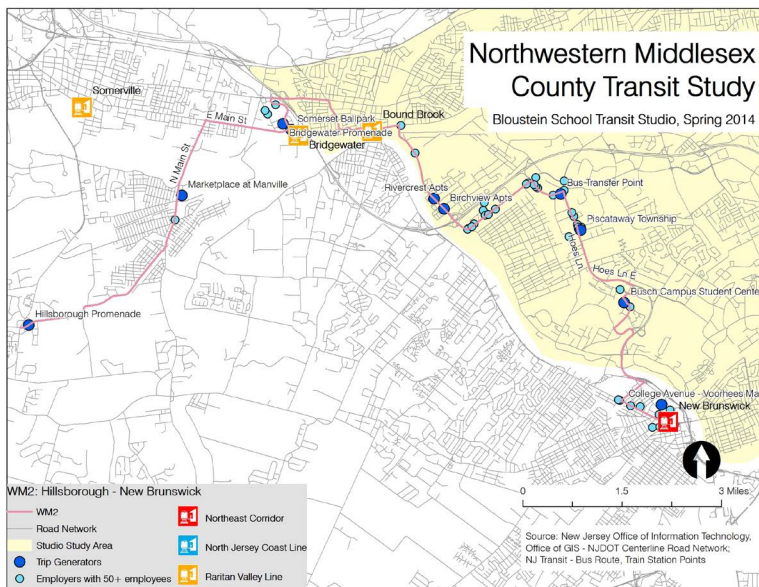 Northwestern Middlesex
County Transit Study
Bloustein School Transit Studio, Spring 2014
Somerville
E Main St
Somerset Ballpark
Bound Brook
Bridgewater Promenade
Bridgewater
N Main St
Marketplace at Manville
Rivercrest Apts
Birchview Apts
Bus Transfer Point
Piscataway Township
Hoes Ln
Hoes Ln E
Busch Campus Student Cente
Hillsborough Promenade
College Avenue - Voorhees Ma
New Brunswick
WM2: Hillsborough - New Brunswick
WM2
Road Network
Studio Study Area
Trip Generators
Employers with 50+ employees
Northeast Corridor
North Jersey Coast Line
Raritan Valley Line
0 1.5 3 Miles
Source: New Jersey Office of Information Technology,
Office of GIS - NJDOT Centerline Road Network;
NJ Transit - Bus Route, Train Station Points